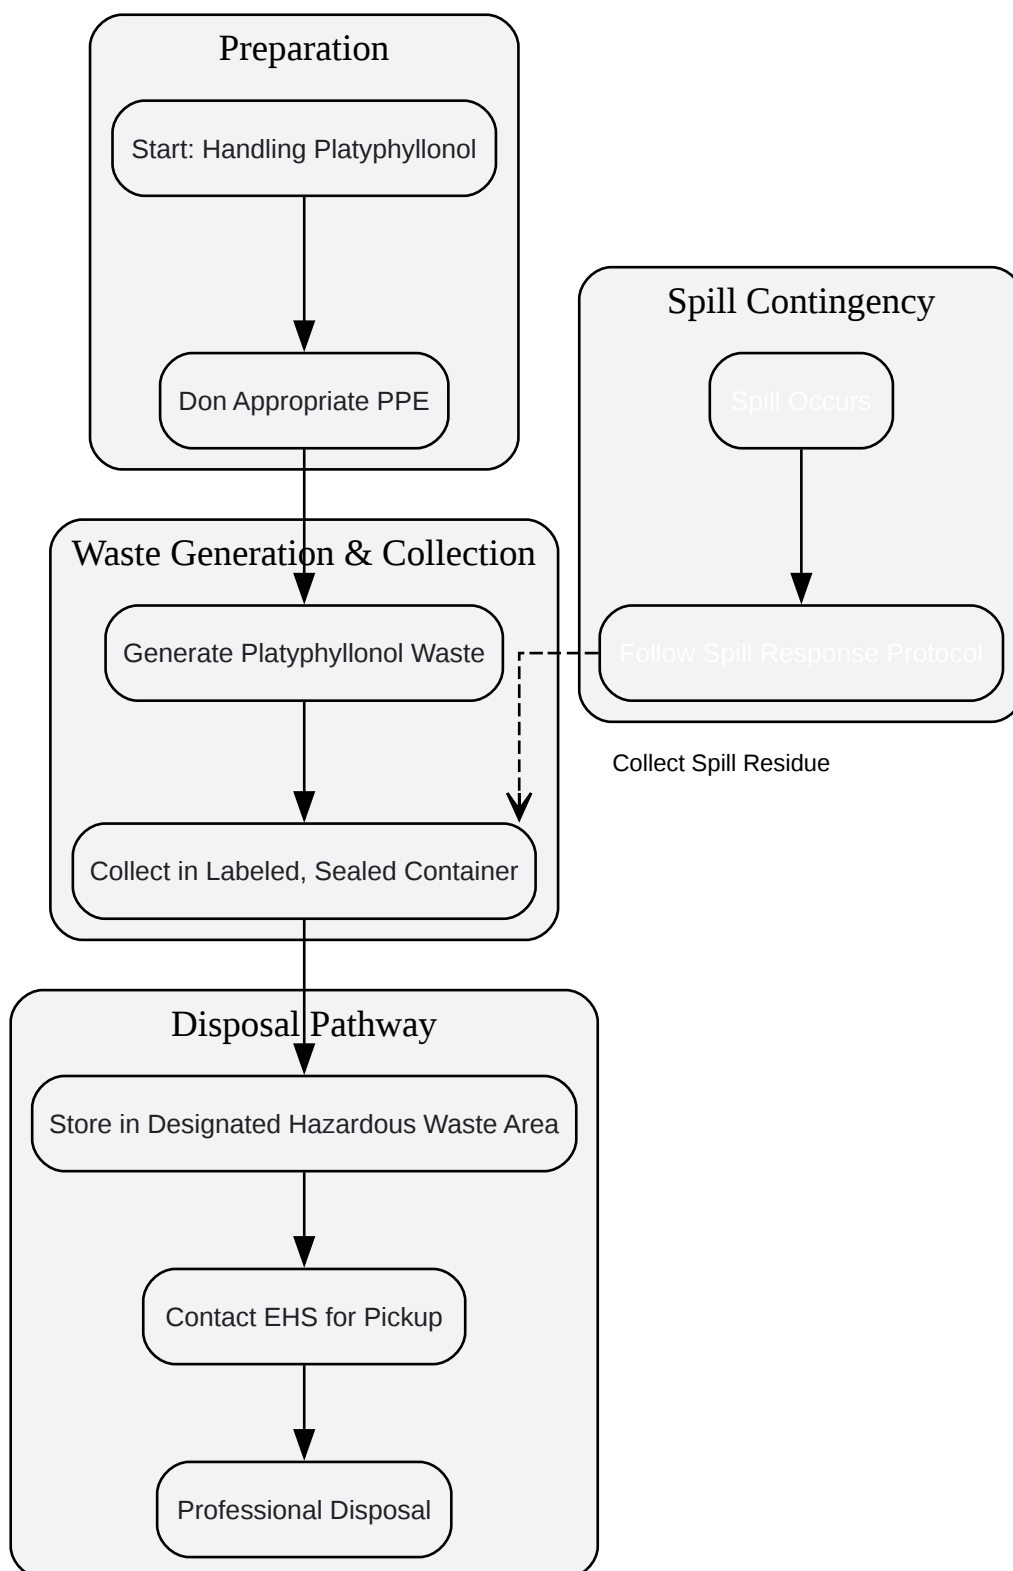 Preparation
Start: Handling Platyphyllonol
Don Appropriate PPE
Spill Contingency
Spill Occurs
Follow Spill Response Protocol
Collect Spill Residue
Waste Generation & Collection
Generate Platyphyllonol Waste
Collect in Labeled, Sealed Container
Disposal Pathway
Store in Designated Hazardous Waste Area
Contact EHS for Pickup
Professional Disposal